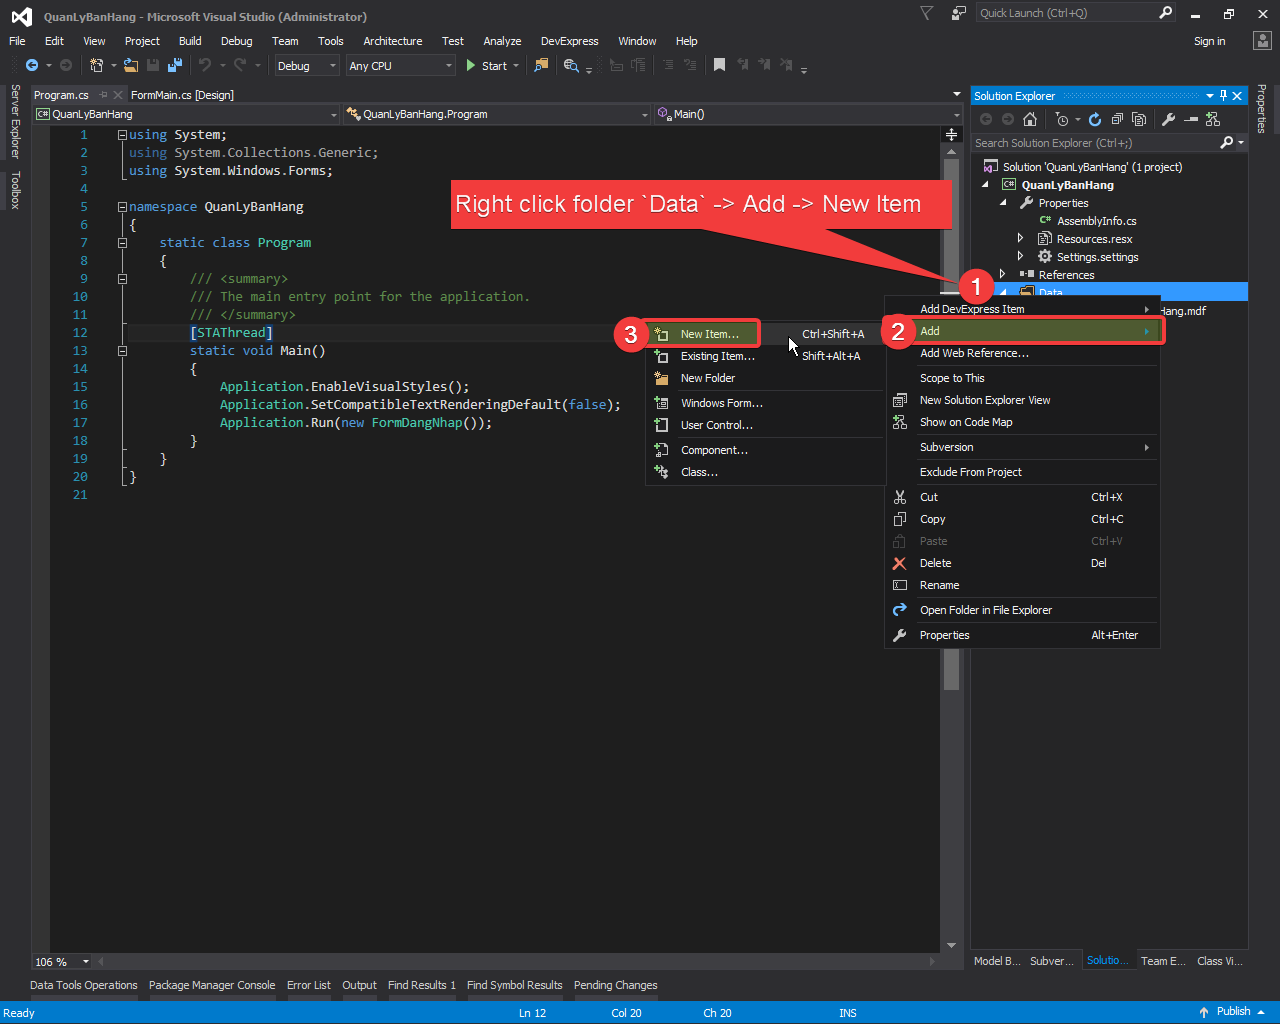 QuanLyBanHang - Microsoft Visual Studio (Administrator)
Quick Launch (Ctrl+Q)
File Edit View Project Build Debug Team Tools Architecture Test Analyze DevExpress Window Help
Sign in
Debug Any CPU Start
Server Explorer
Toolbox
Program.cs FormMain.cs [Design]
QuanLyBanHang QuanLyBanHang.Program Main()
1 using System;
2 using System.Collections.Generic;
3 using System.Windows.Forms;
4
5 namespace QuanLyBanHang
6 {
7 static class Program
8 {
9 /// <summary>
10 /// The main entry point for the application.
11 /// </summary>
12 [STAThread]
13 static void Main()
14 {
15 Application.EnableVisualStyles();
16 Application.SetCompatibleTextRenderingDefault(false);
17 Application.Run(new FormDangNhap());
18 }
19 }
20 }
21
Right click folder `Data` -> Add -> New Item
1
2
3
New Item... Ctrl+Shift+A
Existing Item... Shift+Alt+A
New Folder
Windows Form...
User Control...
Component...
Class...
Add DevExpress Item
Add
Add Web Reference...
Scope to This
New Solution Explorer View
Show on Code Map
Subversion
Exclude From Project
Cut Ctrl+X
Copy Ctrl+C
Paste Ctrl+V
Delete Del
Rename
Open Folder in File Explorer
Properties Alt+Enter
Solution Explorer
Search Solution Explorer (Ctrl+;)
Solution 'QuanLyBanHang' (1 project)
QuanLyBanHang
Properties
AssemblyInfo.cs
Resources.resx
Settings.settings
References
Data
Hang.mdf
Properties
106 %
Model B... Subver... Solutio... Team E... Class Vi...
Data Tools Operations Package Manager Console Error List Output Find Results 1 Find Symbol Results Pending Changes
Ready Ln 12 Col 20 Ch 20 INS Publish